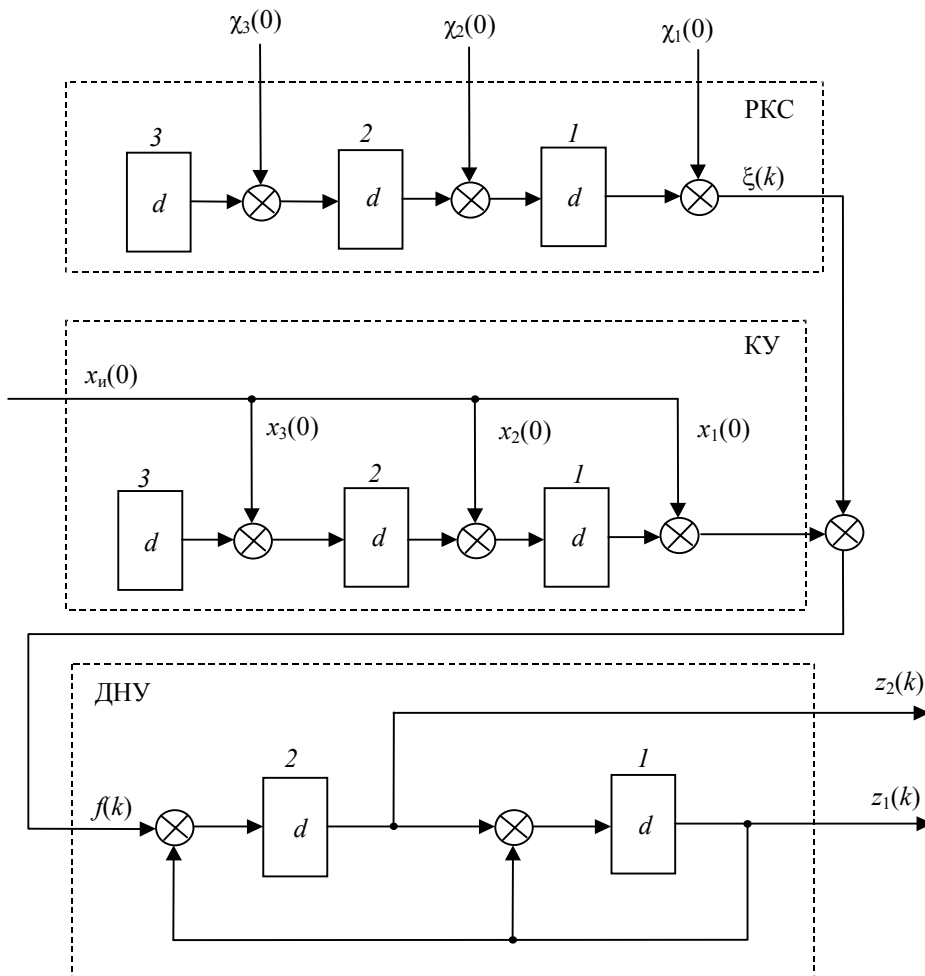 χ₃(0) χ₂(0) χ₁(0)
РКС
3 2 1
d d d
ξ(k)
КУ
xи(0)
x₃(0) x₂(0) x₁(0)
3 2 1
d d d
ДНУ
z₂(k)
2 1
f(k) d d z₁(k)